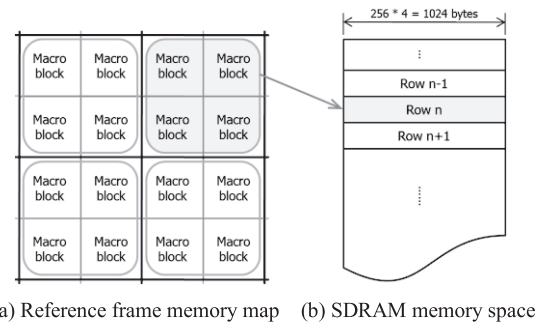 256 * 4 = 1024 bytes
Macro block Macro block Macro block Macro block
Macro block Macro block Macro block Macro block
Macro block Macro block Macro block Macro block
Macro block Macro block Macro block Macro block
Row n-1
Row n
Row n+1
a) Reference frame memory map (b) SDRAM memory space